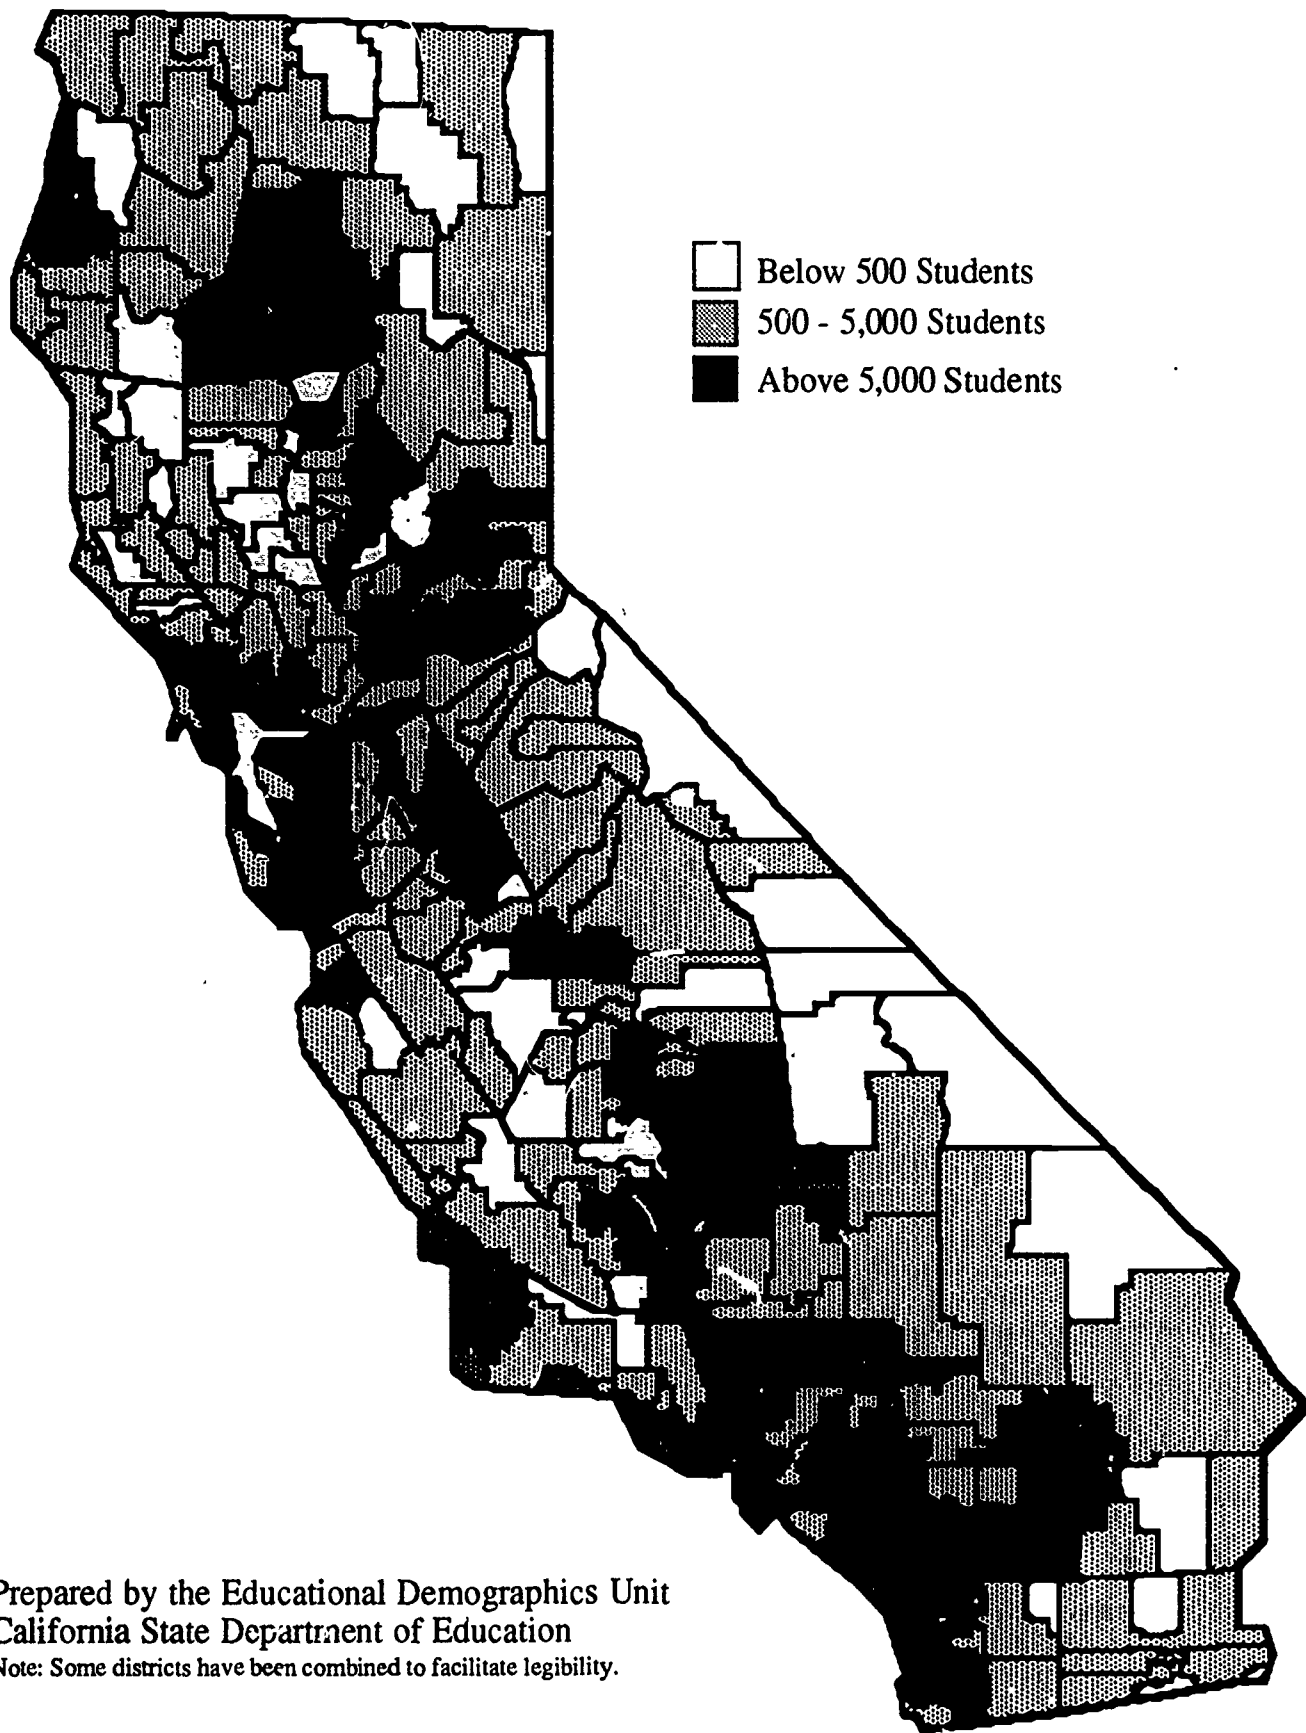 Below 500 Students
500 - 5,000 Students
Above 5,000 Students
Prepared by the Educational Demographics Unit
California State Department of Education
Note: Some districts have been combined to facilitate legibility.